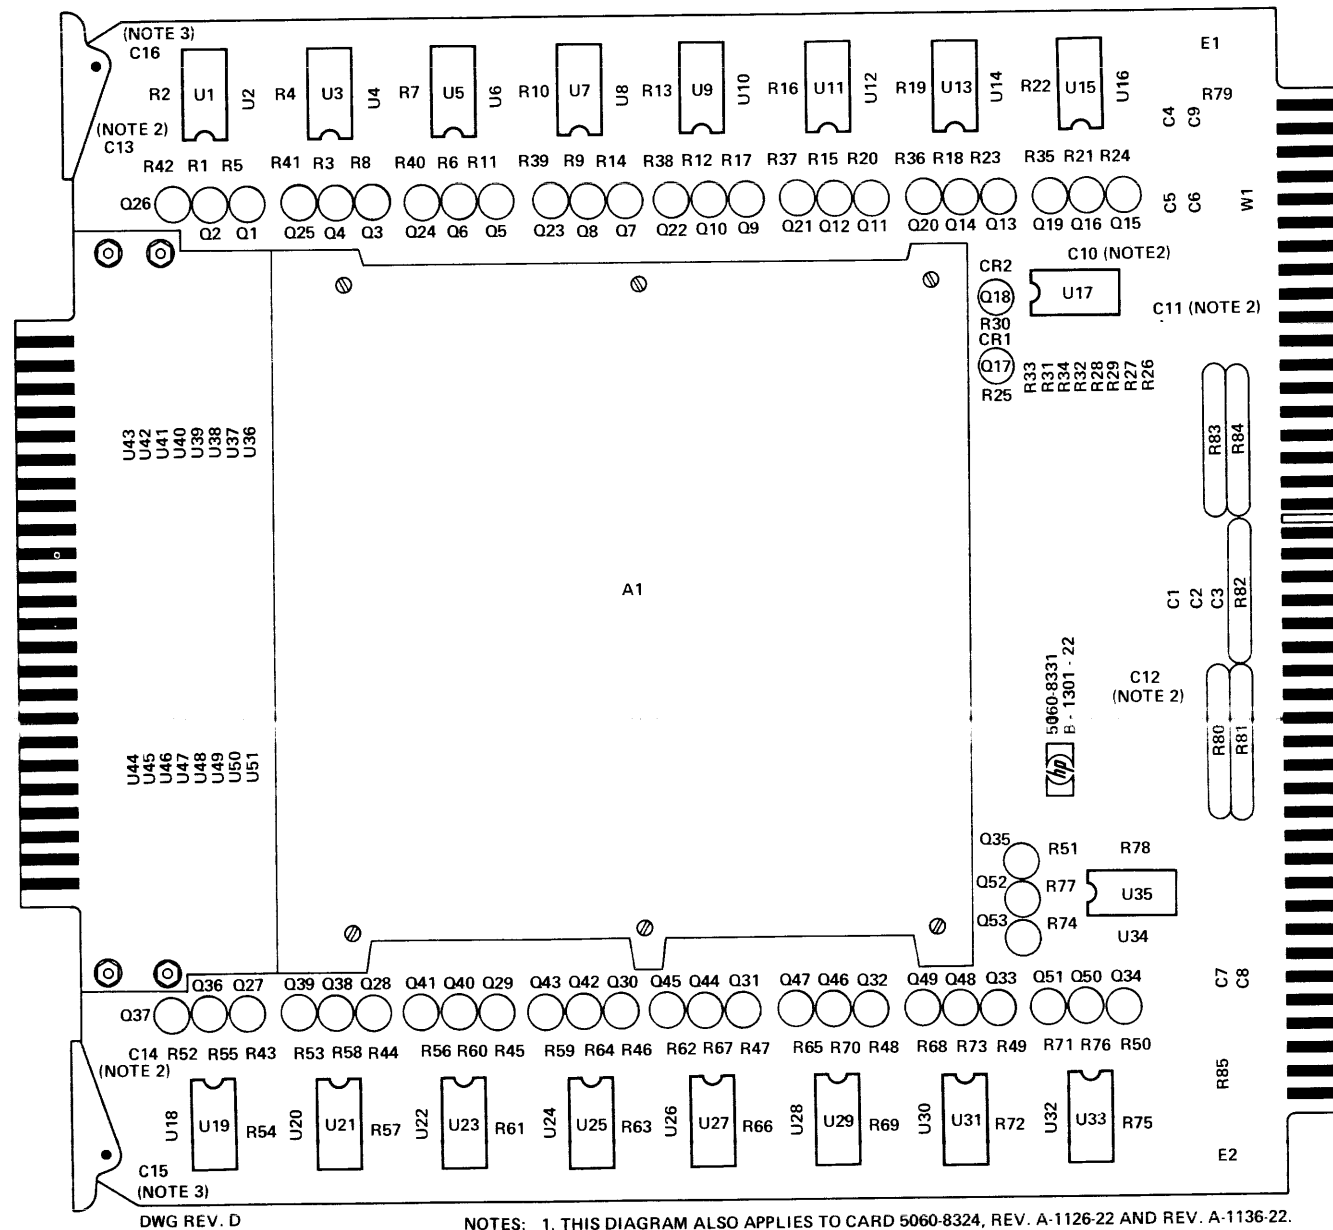 (NOTE 3)
C16
E1
R2 U1 U2 R4 U3 U4 R7 U5 U6 R10 U7 U8 R13 U9 U10 R16 U11 U12 R19 U13 U14 R22 U15 U16 R79
C4 C9
(NOTE 2)
C13
R42 R1 R5 R41 R3 R8 R40 R6 R11 R39 R9 R14 R38 R12 R17 R37 R15 R20 R36 R18 R23 R35 R21 R24
Q26 C5 C6 W1
Q2 Q1 Q25 Q4 Q3 Q24 Q6 Q5 Q23 Q8 Q7 Q22 Q10 Q9 Q21 Q12 Q11 Q20 Q14 Q13 Q19 Q16 Q15
C10 (NOTE2)
CR2
Q18 U17
C11 (NOTE 2)
R30
CR1
Q17
R33 R31 R34 R32 R28 R29 R27 R26
R25
U43 U42 U41 U40 U39 U38 U37 U36
R83 R84
A1
C1 C2 C3 R82
5060-8331
B - 1301 - 22
C12
(NOTE 2)
R80 R81
hp
U44 U45 U46 U47 U48 U49 U50 U51
Q35 R51 R78
Q52 R77 U35
Q53 R74
U34
C7 C8
Q36 Q27 Q39 Q38 Q28 Q41 Q40 Q29 Q43 Q42 Q30 Q45 Q44 Q31 Q47 Q46 Q32 Q49 Q48 Q33 Q51 Q50 Q34
Q37
C14 R52 R55 R43 R53 R58 R44 R56 R60 R45 R59 R64 R46 R62 R67 R47 R65 R70 R48 R68 R73 R49 R71 R76 R50
(NOTE 2)
R85
U18 U19 R54 U20 U21 R57 U22 U23 R61 U24 U25 R63 U26 U27 R66 U28 U29 R69 U30 U31 R72 U32 U33 R75
E2
C15
(NOTE 3)
DWG REV. D
NOTES: 1. THIS DIAGRAM ALSO APPLIES TO CARD 5060-8324, REV. A-1126-22 AND REV. A-1136-22.